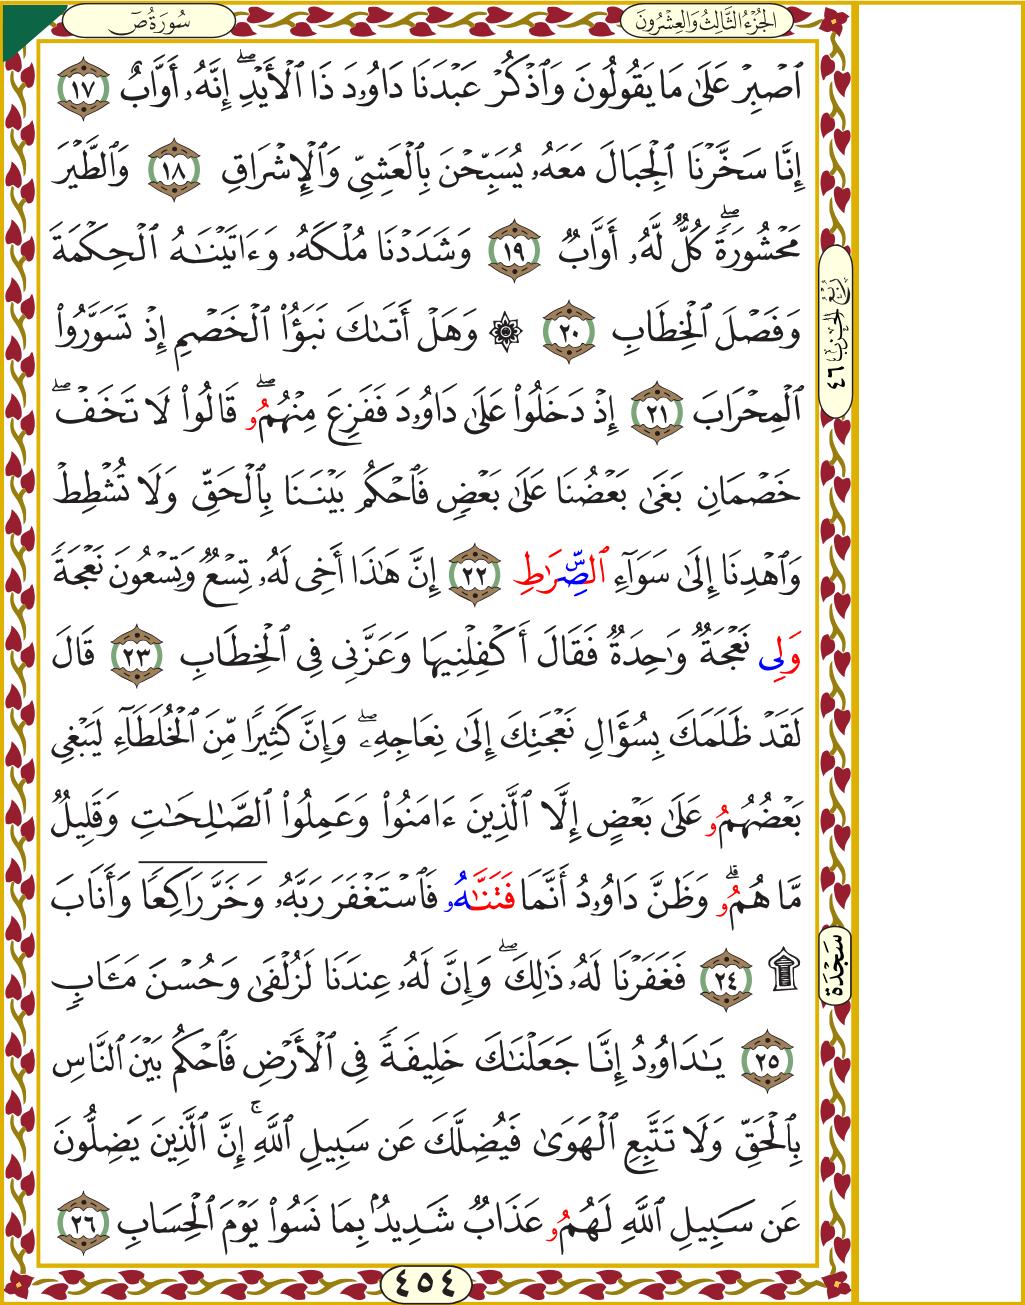 سُورَةُ صٓ
الجُزْءُ الثَّالِثُ وَالعِشْرُونَ
ٱصْبِرْ عَلَىٰ مَا يَقُولُونَ وَٱذْكُرْ عَبْدَنَا دَاوُۥدَ ذَا ٱلْأَيْدِۖ إِنَّهُۥٓ أَوَّابٌ ١٧
إِنَّا سَخَّرْنَا ٱلْجِبَالَ مَعَهُۥ يُسَبِّحْنَ بِٱلْعَشِىِّ وَٱلْإِشْرَاقِ ١٨ وَٱلطَّيْرَ
مَحْشُورَةًۖ كُلٌّ لَّهُۥٓ أَوَّابٌ ١٩ وَشَدَدْنَا مُلْكَهُۥ وَءَاتَيْنَٰهُ ٱلْحِكْمَةَ
وَفَصْلَ ٱلْخِطَابِ ٢٠ ۞ وَهَلْ أَتَىٰكَ نَبَؤُا۟ ٱلْخَصْمِ إِذْ تَسَوَّرُوا۟
ٱلْمِحْرَابَ ٢١ إِذْ دَخَلُوا۟ عَلَىٰ دَاوُۥدَ فَفَزِعَ مِنْهُمُوۖ قَالُوا۟ لَا تَخَفْۖ
خَصْمَانِ بَغَىٰ بَعْضُنَا عَلَىٰ بَعْضٍ فَٱحْكُم بَيْنَنَا بِٱلْحَقِّ وَلَا تُشْطِطْ
وَٱهْدِنَآ إِلَىٰ سَوَآءِ ٱلصِّرَٰطِ ٢٢ إِنَّ هَٰذَآ أَخِى لَهُۥ تِسْعٌ وَتِسْعُونَ نَعْجَةً
وَلِى نَعْجَةٌ وَٰحِدَةٌ فَقَالَ أَكْفِلْنِيهَا وَعَزَّنِى فِى ٱلْخِطَابِ ٢٣ قَالَ
لَقَدْ ظَلَمَكَ بِسُؤَالِ نَعْجَتِكَ إِلَىٰ نِعَاجِهِۦۖ وَإِنَّ كَثِيرًا مِّنَ ٱلْخُلَطَآءِ لَيَبْغِى
بَعْضُهُمُو عَلَىٰ بَعْضٍ إِلَّا ٱلَّذِينَ ءَامَنُوا۟ وَعَمِلُوا۟ ٱلصَّٰلِحَٰتِ وَقَلِيلٌ
مَّا هُمُوۗ وَظَنَّ دَاوُۥدُ أَنَّمَا فَتَنَّٰهُۥ فَٱسْتَغْفَرَ رَبَّهُۥ وَخَرَّ رَاكِعًا وَأَنَابَ
۩ ٢٤ فَغَفَرْنَا لَهُۥ ذَٰلِكَۖ وَإِنَّ لَهُۥ عِندَنَا لَزُلْفَىٰ وَحُسْنَ مَـَٔابٍ
٢٥ يَٰدَاوُۥدُ إِنَّا جَعَلْنَٰكَ خَلِيفَةً فِى ٱلْأَرْضِ فَٱحْكُم بَيْنَ ٱلنَّاسِ
بِٱلْحَقِّ وَلَا تَتَّبِعِ ٱلْهَوَىٰ فَيُضِلَّكَ عَن سَبِيلِ ٱللَّهِۚ إِنَّ ٱلَّذِينَ يَضِلُّونَ
عَن سَبِيلِ ٱللَّهِ لَهُمُو عَذَابٌ شَدِيدٌۢ بِمَا نَسُوا۟ يَوْمَ ٱلْحِسَابِ ٢٦
رُبْعُ الحِزْبِ ٤٦
سَجْدَة
٤٥٤